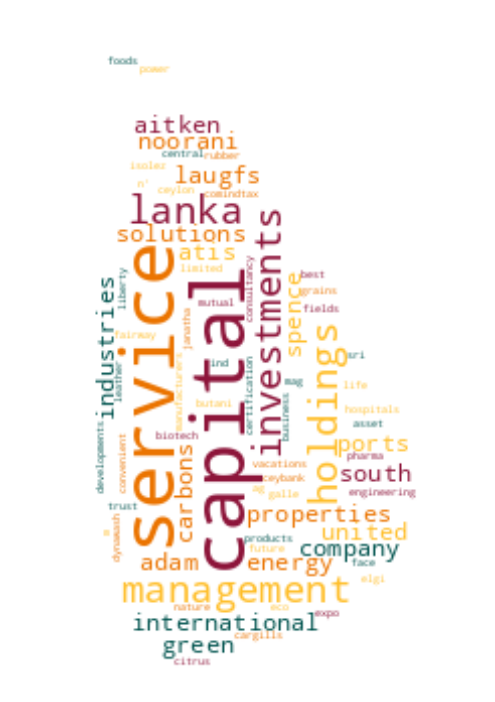 foods
power
aitken
noorani
central
rubber
isolez
laugfs
n'
ceylon
comindtax
lanka
solutions
atis
limited
service
capital
investments
consultancy
spence
best
grains
fields
liberty
industries
mutual
janatha
fairway
leather
manufacturers
ind
holdings
sri
mag
life
butani
certification
business
hospitals
asset
developments
convenient
biotech
carbons
ports
pharma
vacations
ceybank
south
engineering
ag
galle
trust
properties
united
e
dynawash
products
future
company
adam
energy
face
elgi
management
nature
eco
expo
international
cargills
green
citrus